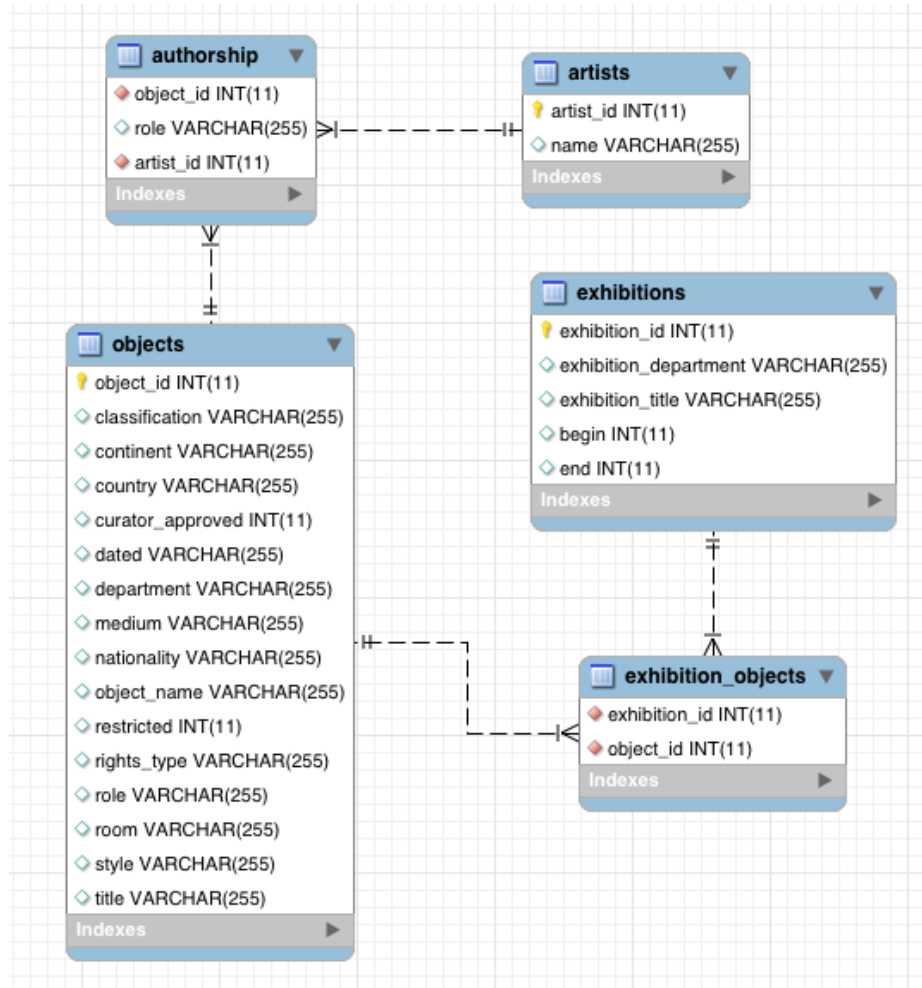 authorship
object_id INT(11)
role VARCHAR(255)
artist_id INT(11)
Indexes
artists
artist_id INT(11)
name VARCHAR(255)
Indexes
objects
object_id INT(11)
classification VARCHAR(255)
continent VARCHAR(255)
country VARCHAR(255)
curator_approved INT(11)
dated VARCHAR(255)
department VARCHAR(255)
medium VARCHAR(255)
nationality VARCHAR(255)
object_name VARCHAR(255)
restricted INT(11)
rights_type VARCHAR(255)
role VARCHAR(255)
room VARCHAR(255)
style VARCHAR(255)
title VARCHAR(255)
Indexes
exhibitions
exhibition_id INT(11)
exhibition_department VARCHAR(255)
exhibition_title VARCHAR(255)
begin INT(11)
end INT(11)
Indexes
exhibition_objects
exhibition_id INT(11)
object_id INT(11)
Indexes